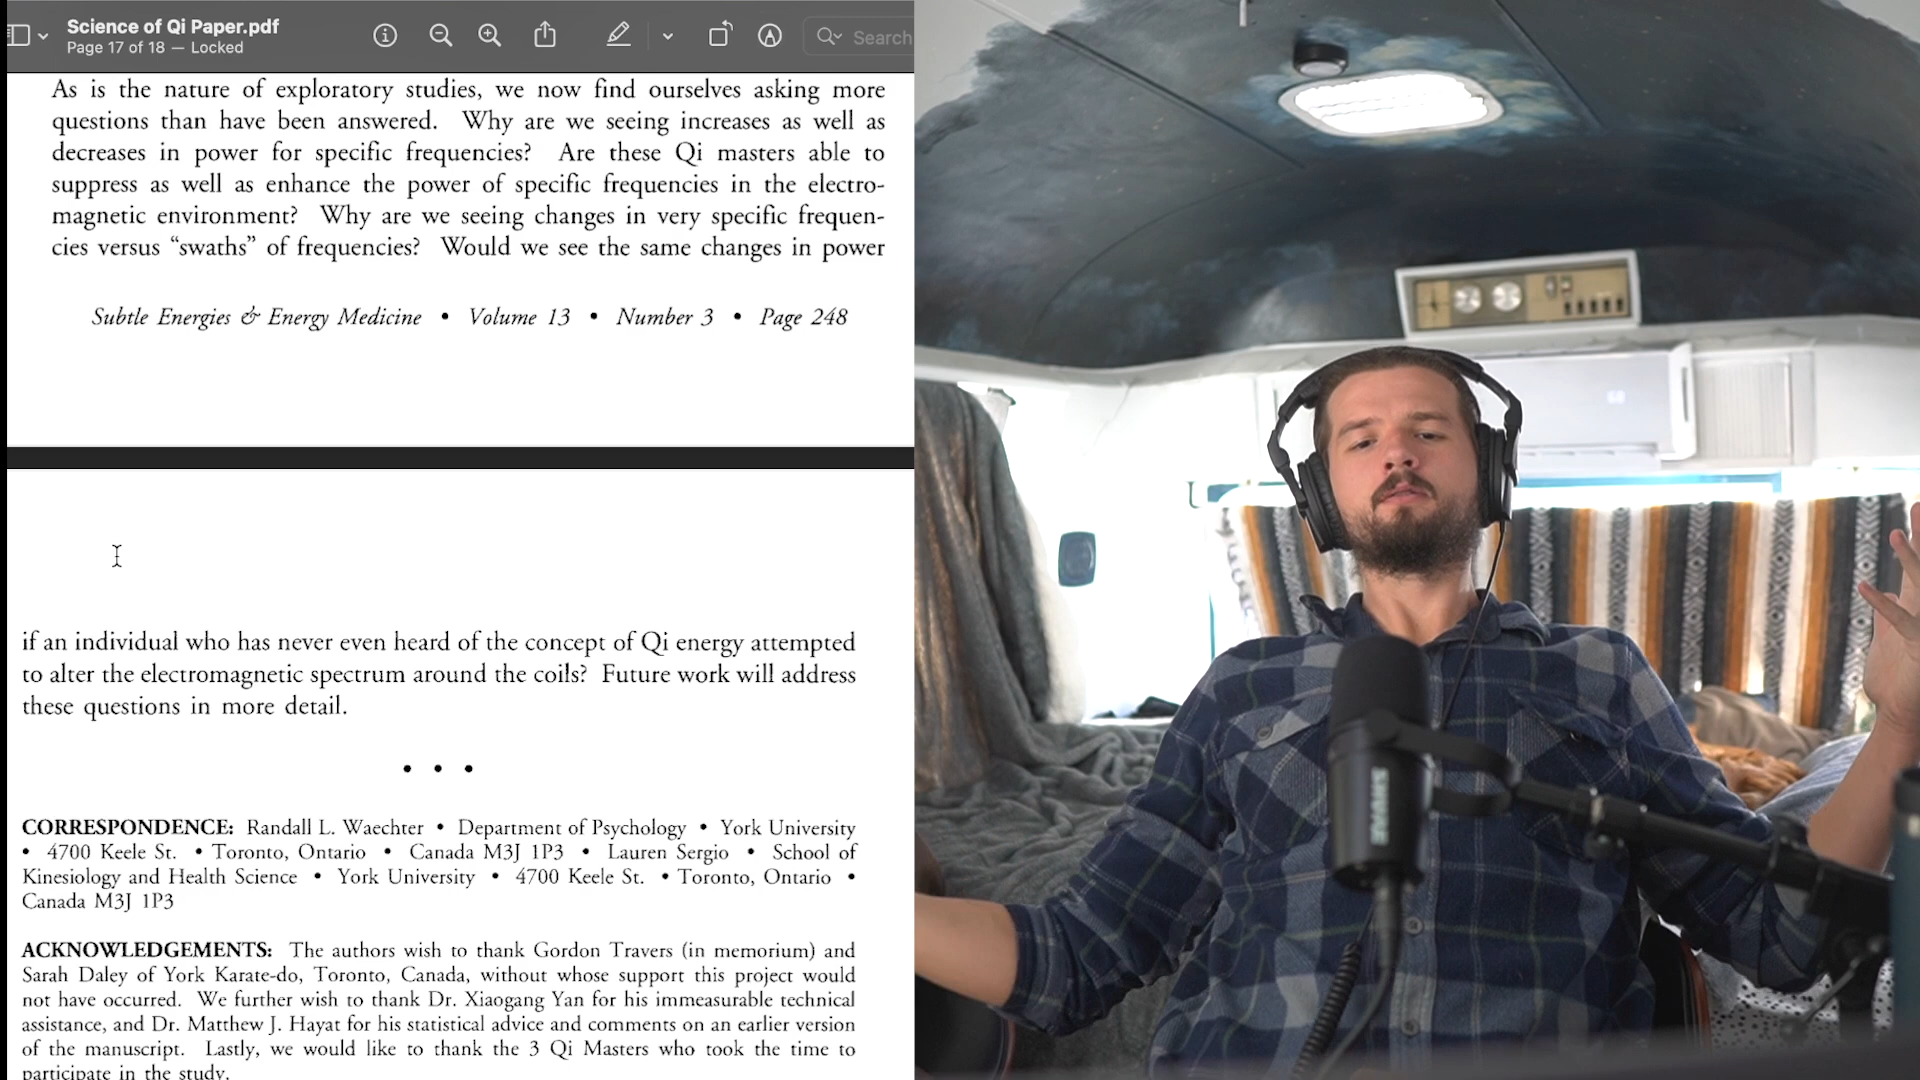 Science of Qi Paper.pdf
Page 17 of 18 — Locked
Search
As is the nature of exploratory studies, we now find ourselves asking more
questions than have been answered. Why are we seeing increases as well as
decreases in power for specific frequencies? Are these Qi masters able to
suppress as well as enhance the power of specific frequencies in the electro-
magnetic environment? Why are we seeing changes in very specific frequen-
cies versus “swaths” of frequencies? Would we see the same changes in power
Subtle Energies & Energy Medicine • Volume 13 • Number 3 • Page 248
if an individual who has never even heard of the concept of Qi energy attempted
to alter the electromagnetic spectrum around the coils? Future work will address
these questions in more detail.
• • •
CORRESPONDENCE: Randall L. Waechter • Department of Psychology • York University
• 4700 Keele St. • Toronto, Ontario • Canada M3J 1P3 • Lauren Sergio • School of
Kinesiology and Health Science • York University • 4700 Keele St. • Toronto, Ontario •
Canada M3J 1P3
ACKNOWLEDGEMENTS: The authors wish to thank Gordon Travers (in memorium) and
Sarah Daley of York Karate-do, Toronto, Canada, without whose support this project would
not have occurred. We further wish to thank Dr. Xiaogang Yan for his immeasurable technical
assistance, and Dr. Matthew J. Hayat for his statistical advice and comments on an earlier version
of the manuscript. Lastly, we would like to thank the 3 Qi Masters who took the time to
participate in the study.
SHURE